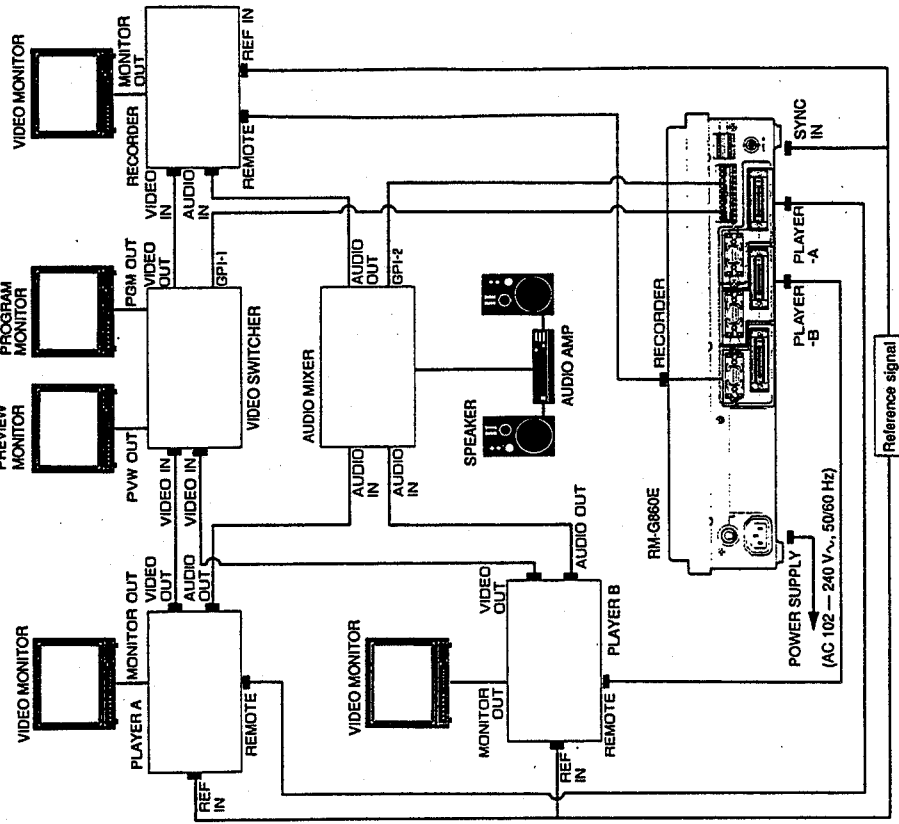 VIDEO MONITOR
MONITOR OUT
PLAYER A
VIDEO OUT
AUDIO OUT
REMOTE
REF IN
PREVIEW MONITOR
PROGRAM MONITOR
PVW OUT
PGM OUT
VIDEO IN
VIDEO IN
VIDEO OUT
GPI-1
VIDEO SWITCHER
VIDEO MONITOR
MONITOR OUT
RECORDER
VIDEO IN
AUDIO IN
REMOTE
REF IN
AUDIO MIXER
AUDIO IN
AUDIO IN
AUDIO OUT
GPI-2
VIDEO MONITOR
MONITOR OUT
VIDEO OUT
AUDIO OUT
PLAYER B
REF IN
REMOTE
SPEAKER
AUDIO AMP
RM-G860E
RECORDER
POWER SUPPLY
(AC 102 — 240 V~, 50/60 Hz)
PLAYER -B
PLAYER -A
SYNC IN
Reference signal